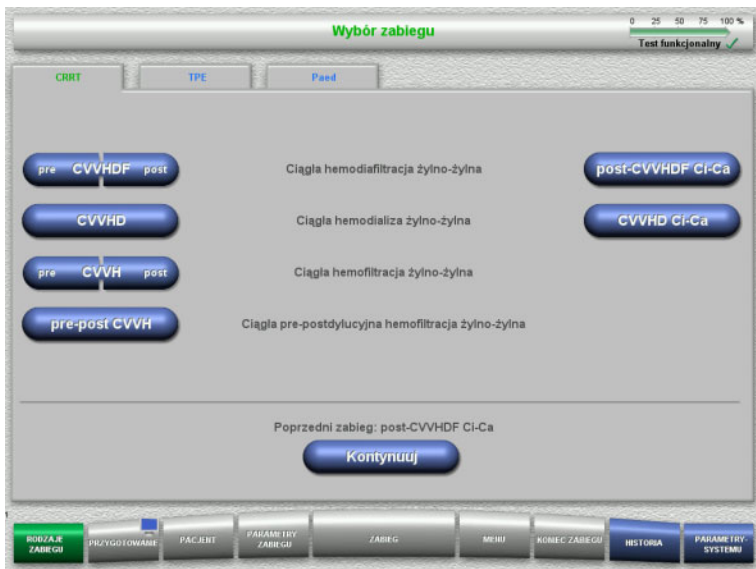 Wybór zabiegu
0 25 50 75 100 %
Test funkcjonalny
CRRT TPE Paed
pre CVVHDF post Ciągła hemodiafiltracja żylno-żylna post-CVVHDF Ci-Ca
CVVHD Ciągła hemodializa żylno-żylna CVVHD Ci-Ca
pre CVVH post Ciągła hemofiltracja żylno-żylna
pre-post CVVH Ciągła pre-postdylucyjna hemofiltracja żylno-żylna
Poprzedni zabieg: post-CVVHDF Ci-Ca
Kontynuuj
RODZAJE ZABIEGU
PRZYGOTOWANIE
PACJENT
PARAMETRY ZABIEGU
ZABIEG
MENU
KONIEC ZABIEGU
HISTORIA
PARAMETRY-SYSTEMU